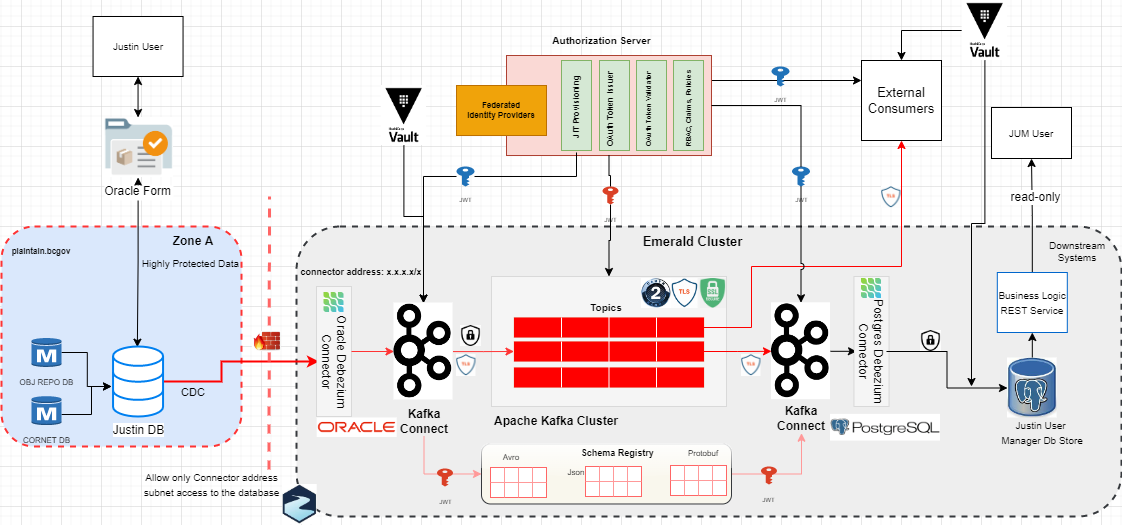 Justin User
Oracle Form
Authorization Server
Federated
Identity Providers
JIT Provisioning
OAuth Token Issuer
OAuth Token Validator
RBAC, Claims, Policies
Vault
Vault
JWT
JWT
JWT
JWT
External
Consumers
JUM User
read-only
TLS
Zone A
plaintain.bcgov
Highly Protected Data
OBJ REPO DB
CORNET DB
Justin DB
CDC
Allow only Connector address
subnet access to the database
Emerald Cluster
connector address: x.x.x.x/x
Oracle Debezium
Connector
ORACLE
Kafka
Connect
TLS
Topics
2
TLS
SSL
Apache Kafka Cluster
TLS
Kafka
Connect
Postgres Debezium
Connector
PostgreSQL
Downstream
Systems
Business Logic
REST Service
Justin User
Manager Db Store
Schema Registry
Avro
Json
Protobuf
JWT
JWT